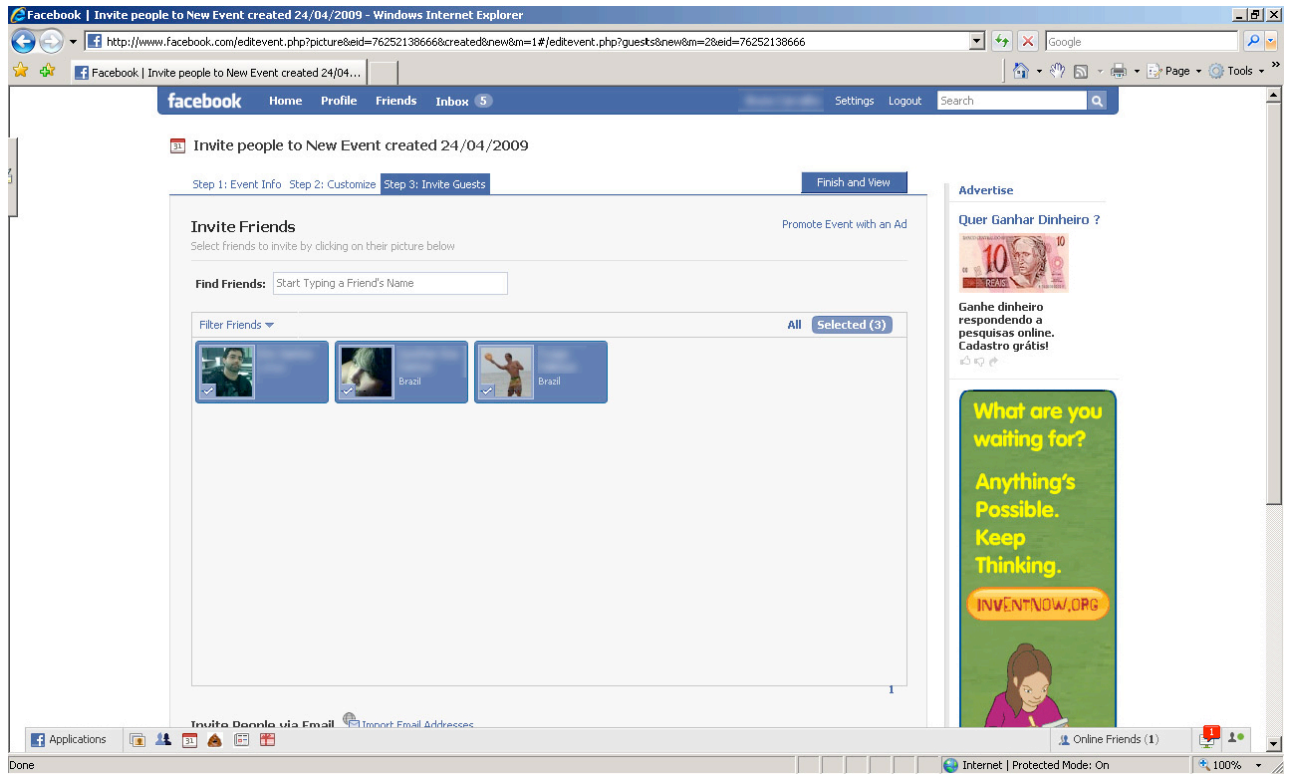 Facebook | Invite people to New Event created 24/04/2009 - Windows Internet Explorer
http://www.facebook.com/editevent.php?picture&eid=76252138666&created&new&m=1#/editevent.php?guests&new&m=2&eid=76252138666
Google
Facebook | Invite people to New Event created 24/04...
Page Tools »
facebook Home Profile Friends Inbox 5 Settings Logout Search
31 Invite people to New Event created 24/04/2009
Step 1: Event Info Step 2: Customize Step 3: Invite Guests Finish and View
Invite Friends Promote Event with an Ad
Select friends to invite by clicking on their picture below
Find Friends: Start Typing a Friend's Name
Filter Friends All Selected (3)
Brazil Brazil
1
Invite People via Email Import Email Addresses
Advertise
Quer Ganhar Dinheiro ?
10
10
REAIS
Ganhe dinheiro
respondendo a
pesquisas online.
Cadastro grátis!
What are you
waiting for?
Anything's
Possible.
Keep
Thinking.
INVENTNOW.ORG
Applications 31 Online Friends (1) 1 1
Done Internet | Protected Mode: On 100%